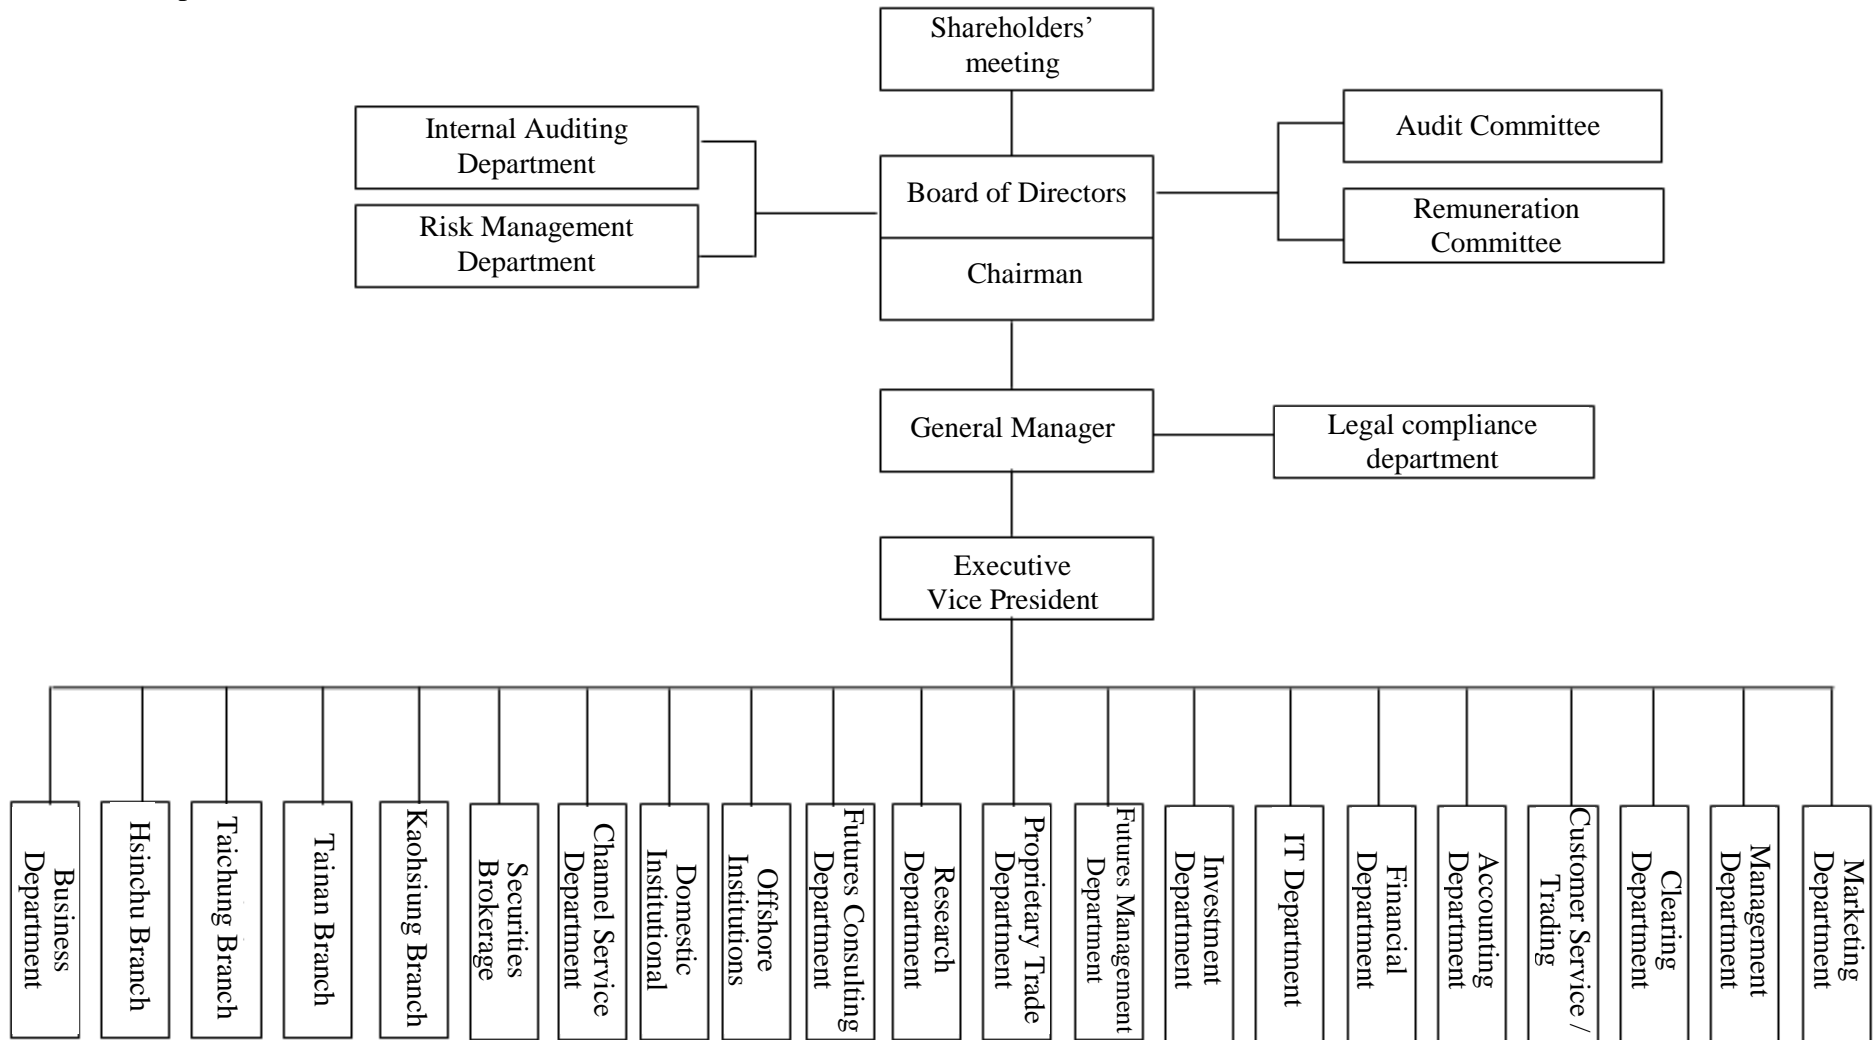 Shareholders’
meeting
Internal Auditing
Department
Audit Committee
Board of Directors
Risk Management
Department
Remuneration
Committee
Chairman
General Manager
Legal compliance
department
Executive
Vice President
Business
Department
Hsinchu Branch
Taichung Branch
Tainan Branch
Kaohsiung Branch
Securities
Brokerage
Channel Service
Department
Domestic
Institutional
Offshore
Institutions
Futures Consulting
Department
Research
Department
Proprietary Trade
Department
Futures Management
Department
Investment
Department
IT Department
Financial
Department
Accounting
Department
Customer Service /
Trading
Clearing
Department
Management
Department
Marketing
Department